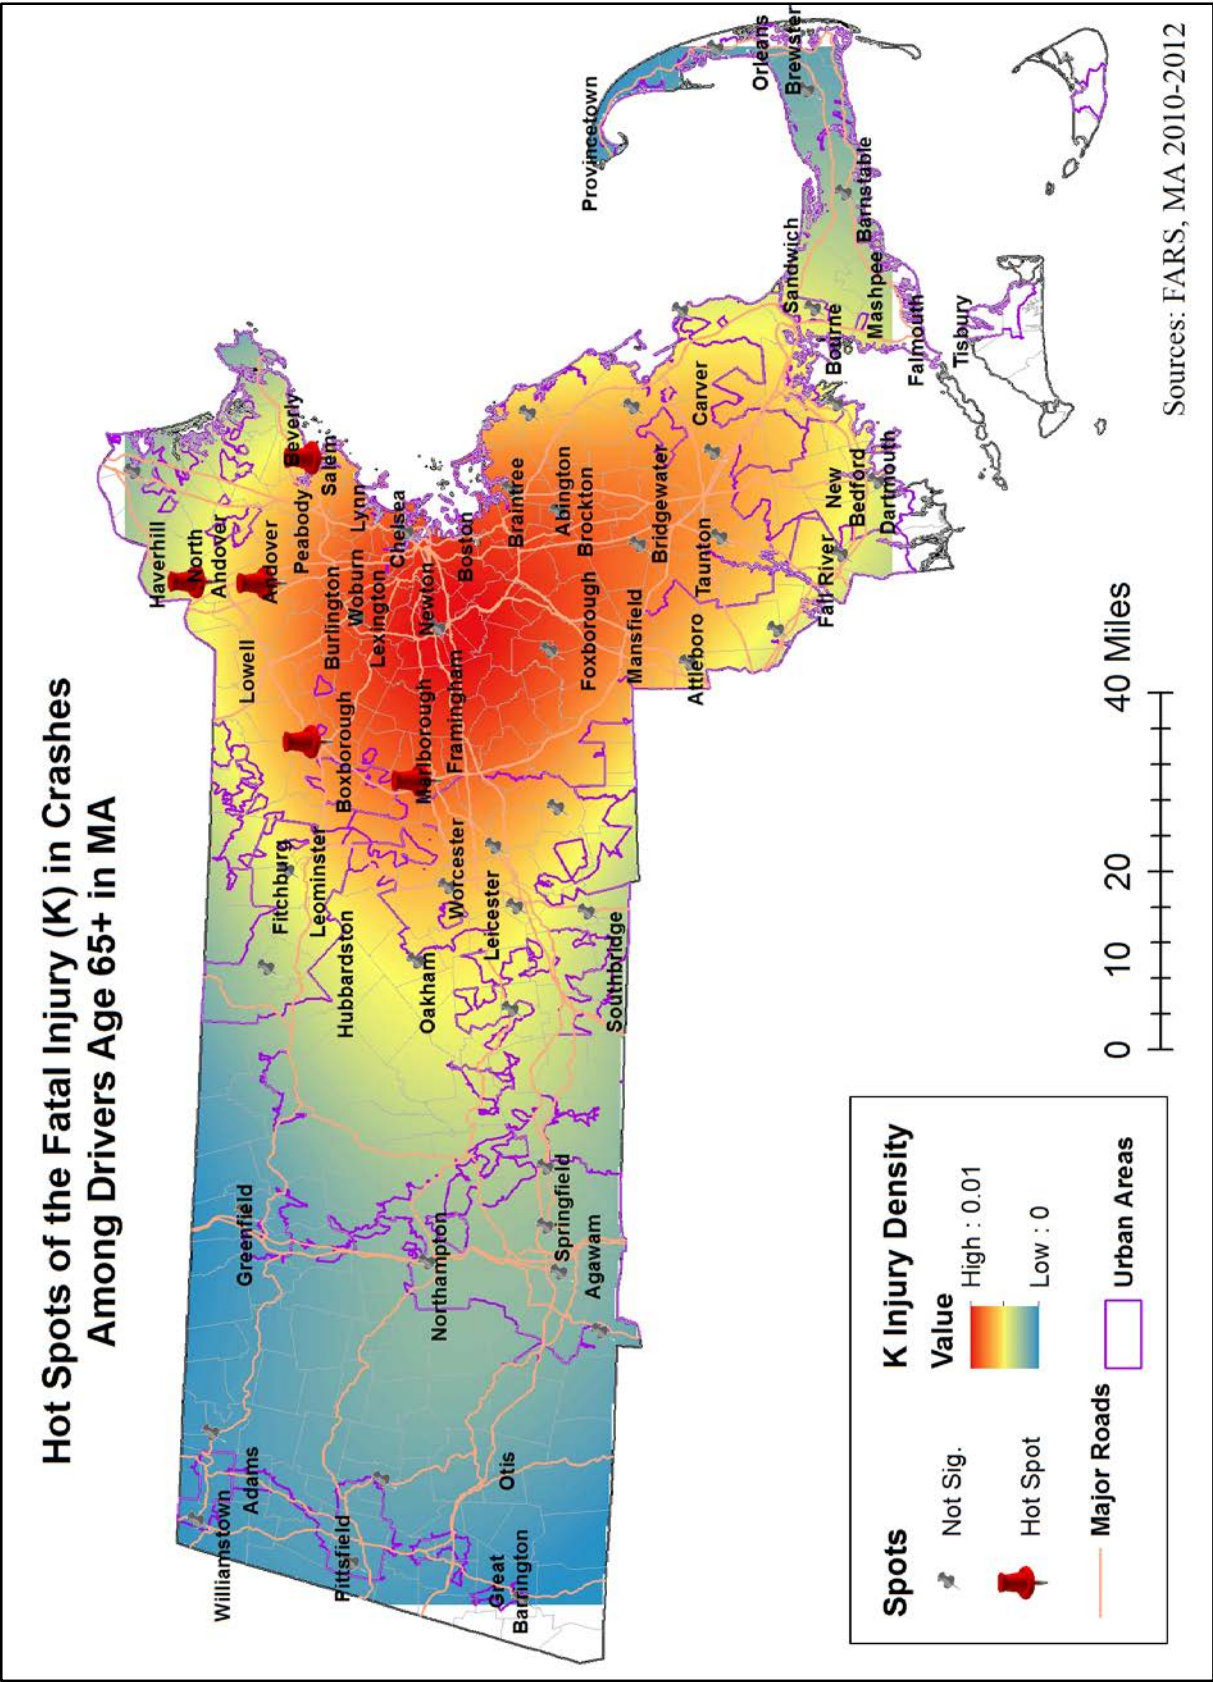 Hot Spots of the Fatal Injury (K) in Crashes
Among Drivers Age 65+ in MA
Williamstown
Adams
Pittsfield
Great
Barrington
Otis
Greenfield
Northampton
Springfield
Agawam
Fitchburg
Leominster
Hubbardston
Oakham
Worcester
Leicester
Southbridge
Lowell
Boxborough
Marlborough
Framingham
Haverhill
North
Andover
Andover
Peabody
Beverly
Salem
Lynn
Burlington
Woburn
Lexington
Chelsea
Newton
Boston
Braintree
Abington
Brockton
Foxborough
Bridgewater
Mansfield
Taunton
Attleboro
Carver
Fall River
New
Bedford
Dartmouth
Provincetown
Orleans
Brewster
Sandwich
Barnstable
Bourne
Mashpee
Falmouth
Tisbury
Spots
Not Sig.
Hot Spot
Major Roads
K Injury Density
Value
High : 0.01
Low : 0
Urban Areas
0 10 20 40 Miles
Sources: FARS, MA 2010-2012